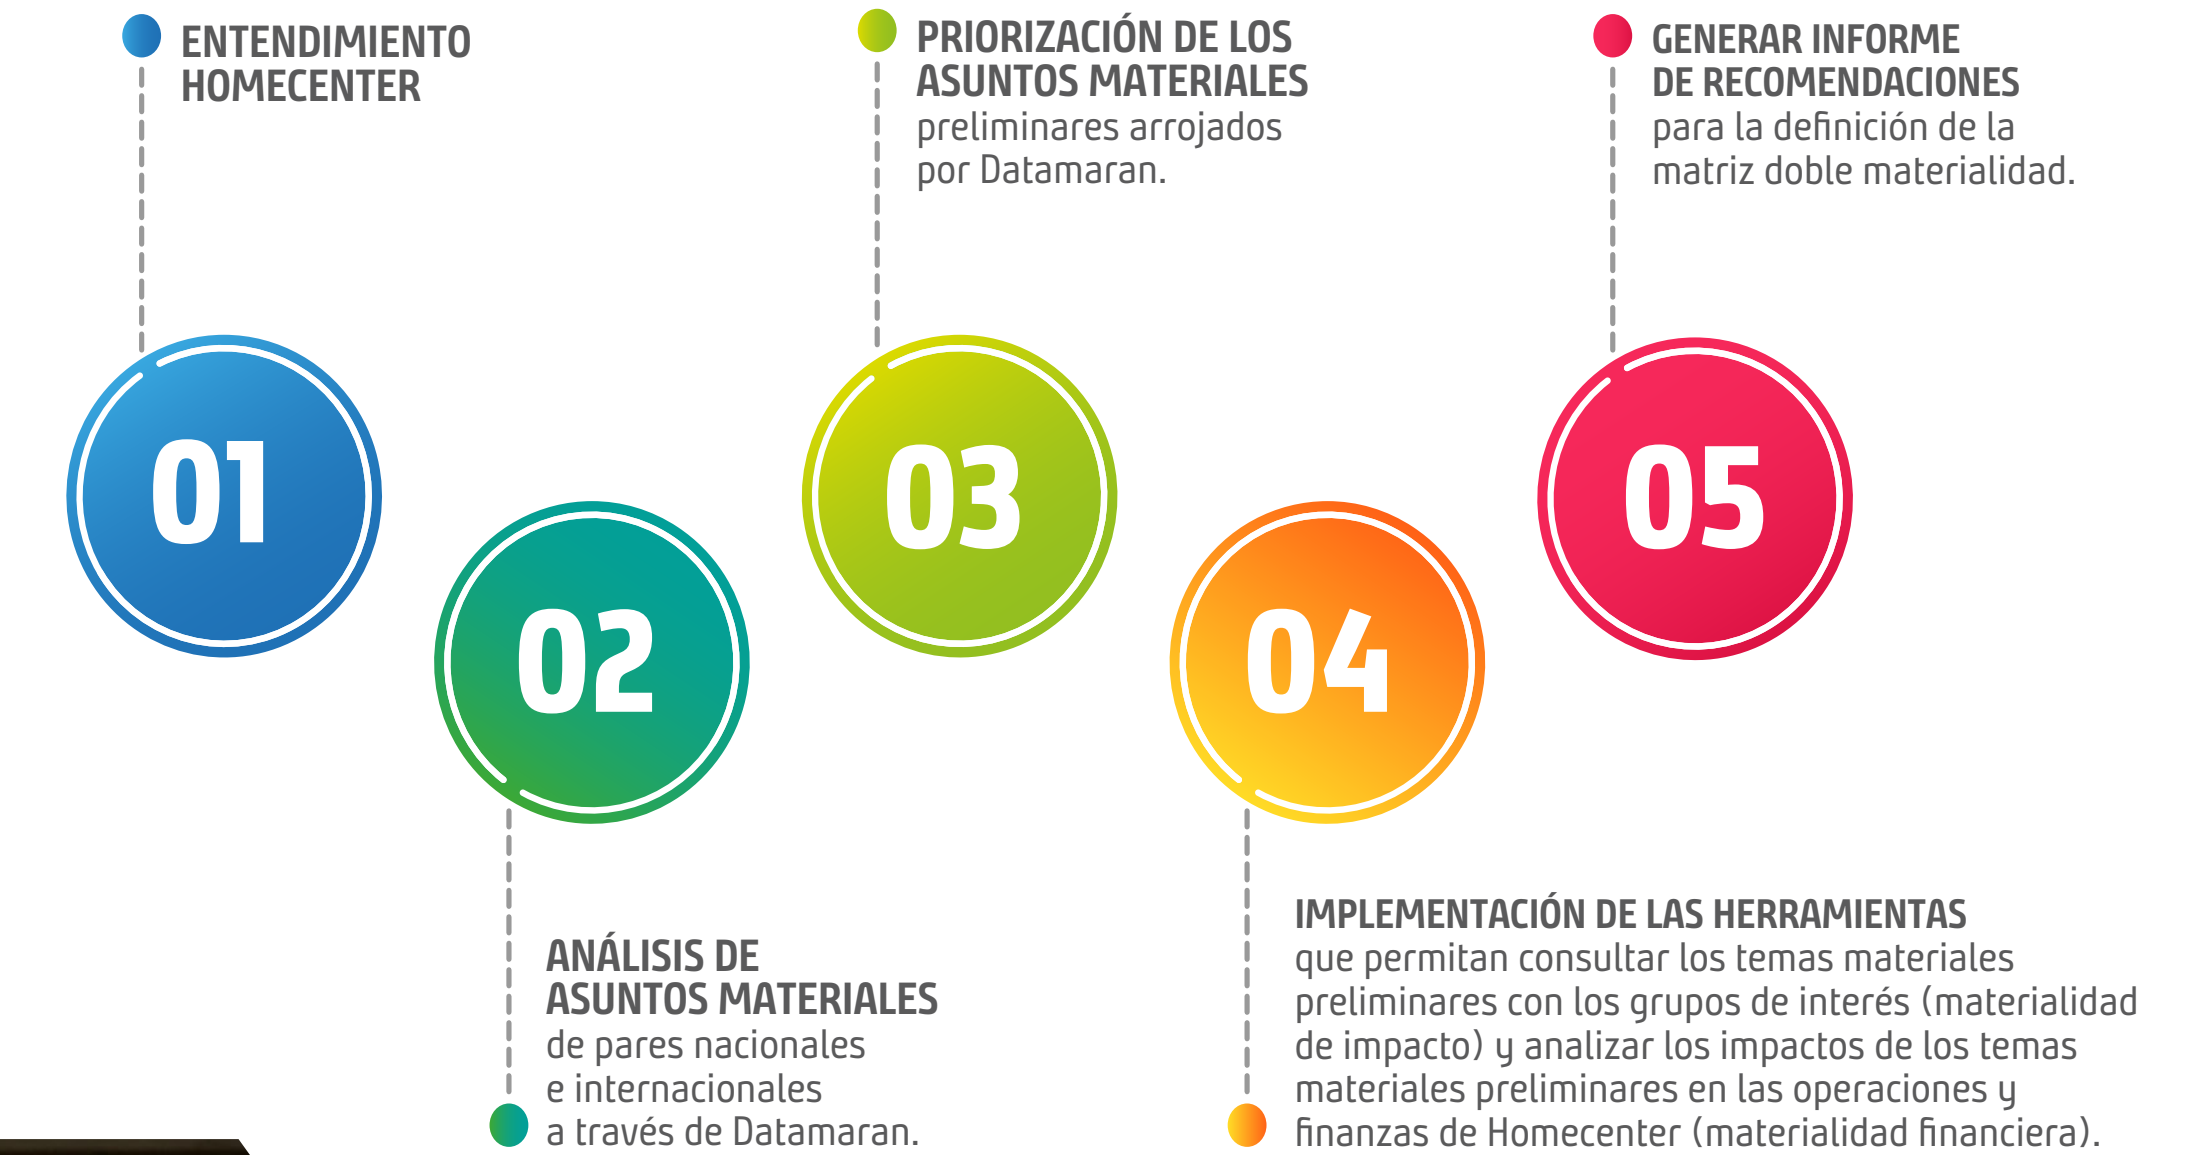 ENTENDIMIENTO
HOMECENTER
01
ANÁLISIS DE
ASUNTOS MATERIALES
de pares nacionales
e internacionales
a través de Datamaran.
02
PRIORIZACIÓN DE LOS
ASUNTOS MATERIALES
preliminares arrojados
por Datamaran.
03
IMPLEMENTACIÓN DE LAS HERRAMIENTAS
que permitan consultar los temas materiales
preliminares con los grupos de interés (materialidad
de impacto) y analizar los impactos de los temas
materiales preliminares en las operaciones y
finanzas de Homecenter (materialidad financiera).
04
GENERAR INFORME
DE RECOMENDACIONES
para la definición de la
matriz doble materialidad.
05